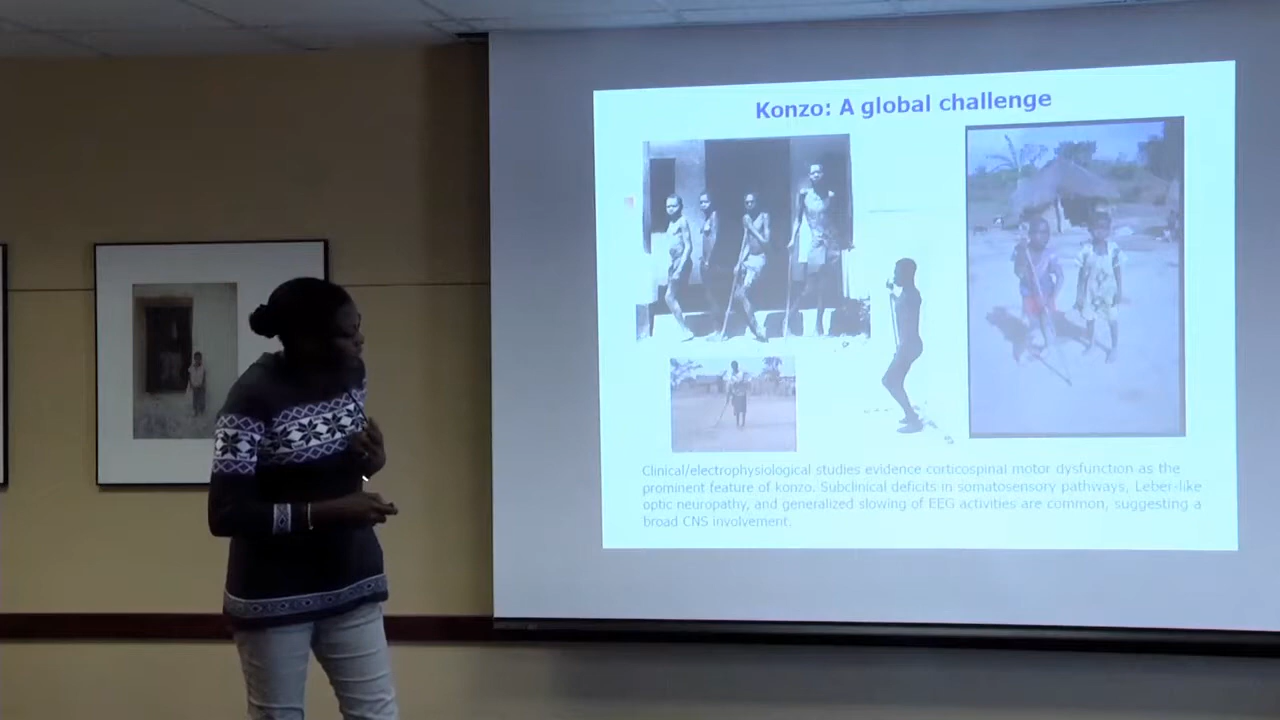 Konzo: A global challenge
Clinical/electrophysiological studies evidence corticospinal motor dysfunction as the
prominent feature of konzo. Subclinical deficits in somatosensory pathways, Leber-like
optic neuropathy, and generalized slowing of EEG activities are common, suggesting a
broad CNS involvement.